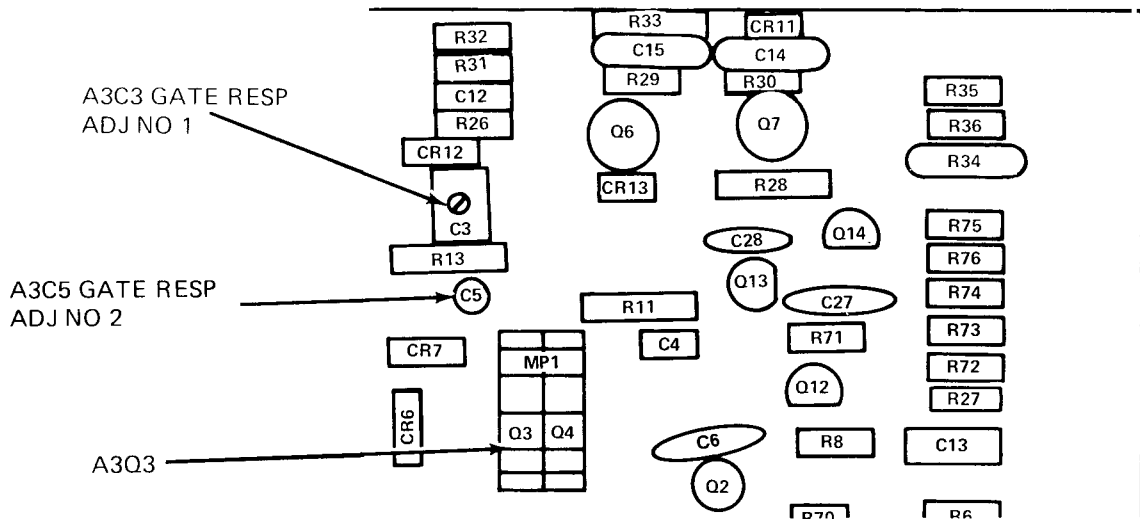 R33
CR11
R32
C15
C14
R31
R29
R30
A3C3 GATE RESP
ADJ NO 1
C12
R35
R26
Q6
Q7
R36
CR12
R34
CR13
R28
C3
R75
C28
Q14
R13
R76
A3C5 GATE RESP
ADJ NO 2
C5
Q13
R74
R11
C27
CR7
C4
R71
R73
MP1
R72
Q12
R27
CR6
Q3
Q4
C6
R8
C13
A3Q3
Q2
R70
R6